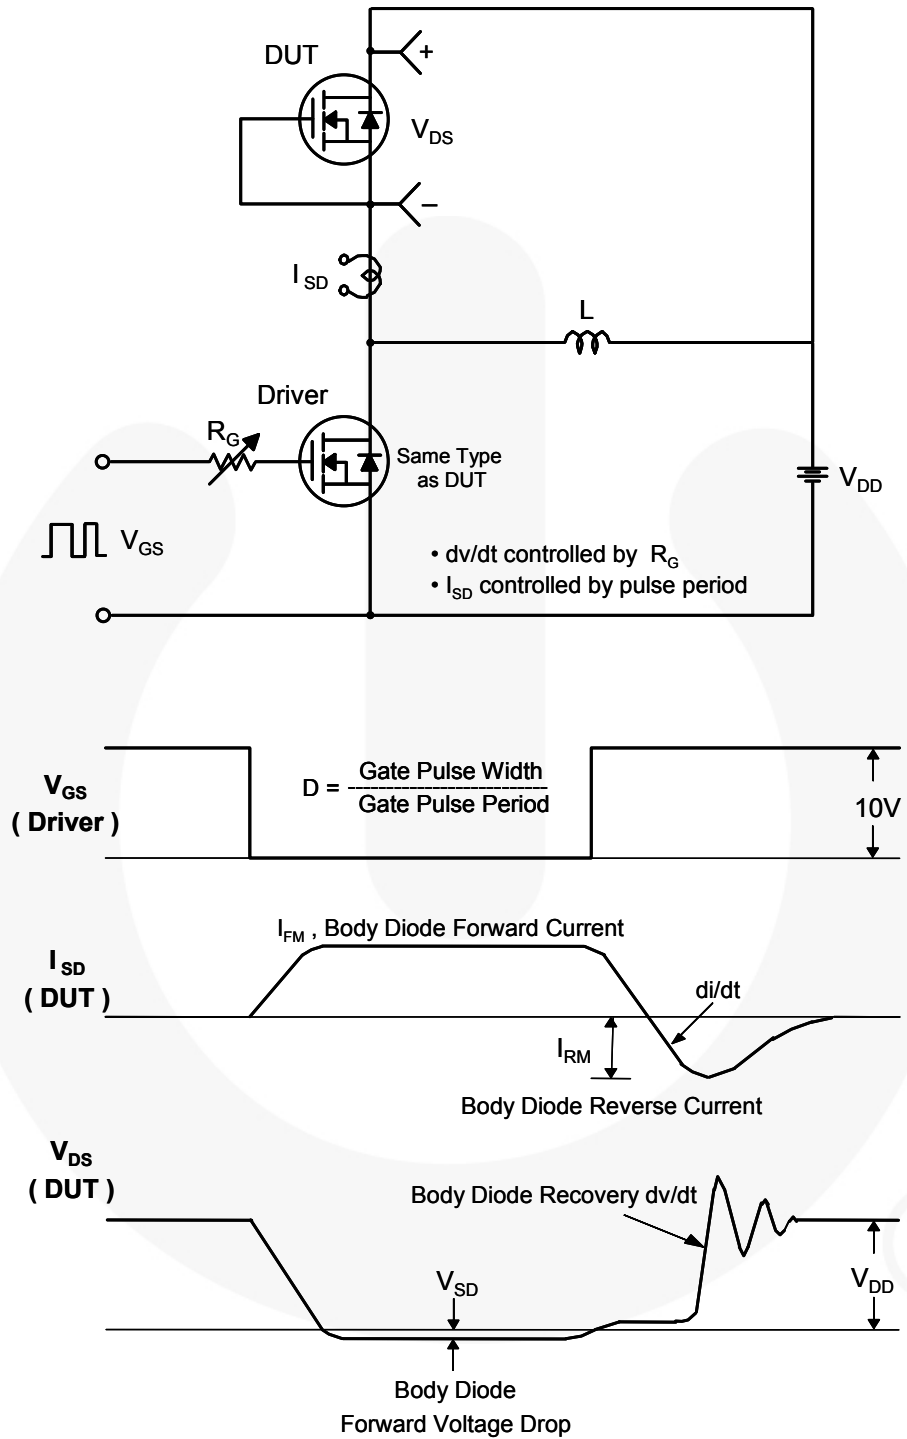 DUT
+
V_DS
–
I_SD
L
Driver
R_G
Same Type
as DUT
V_DD
V_GS
• dv/dt controlled by R_G
• I_SD controlled by pulse period
V_GS
( Driver )
D = Gate Pulse Width
Gate Pulse Period
10V
I_FM , Body Diode Forward Current
I_SD
( DUT )
di/dt
I_RM
Body Diode Reverse Current
V_DS
( DUT )
Body Diode Recovery dv/dt
V_SD
V_DD
Body Diode
Forward Voltage Drop